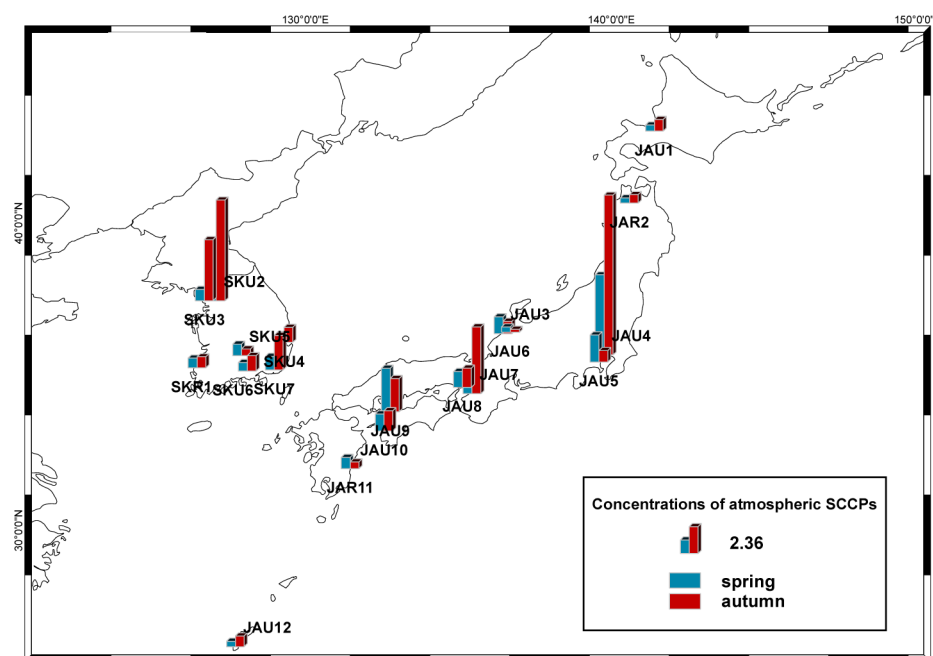 130°0'0"E
140°0'0"E
150°0'0"
40°0'0"N
30°0'0"N
JAU1
JAR2
SKU2
SKU3
JAU3
SKU5
JAU4
JAU6
SKU4
SKR1
SKU6
SKU7
JAU7
JAU5
JAU8
JAU9
JAU10
JAR11
JAU12
Concentrations of atmospheric SCCPs
2.36
spring
autumn